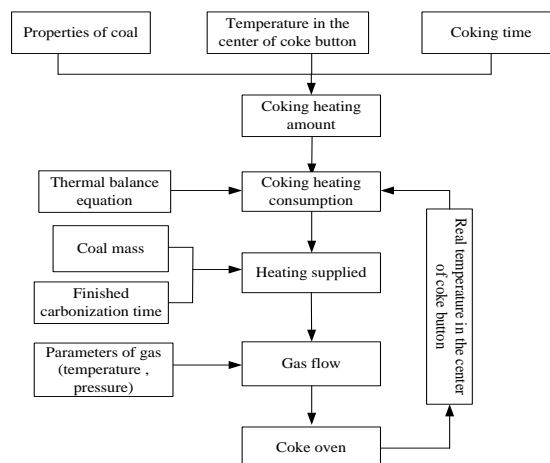 Properties of coal
Temperature in the
center of coke button
Coking time
Coking heating
amount
Thermal balance
equation
Coking heating
consumption
Coal mass
Finished
carbonization time
Heating supplied
Parameters of gas
(temperature ,
pressure)
Gas flow
Coke oven
Real temperature in the center
of coke button